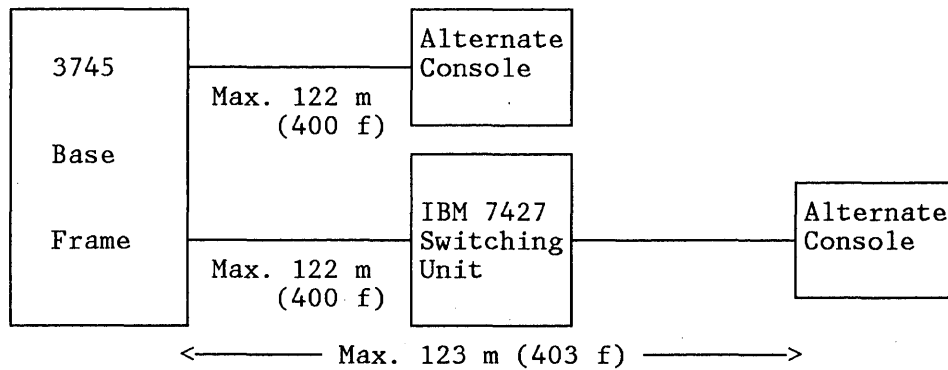 3745
Base
Frame
Alternate
Console
Max. 122 m
(400 f)
IBM 7427
Switching
Unit
Max. 122 m
(400 f)
Alternate
Console
Max. 123 m (403 f)